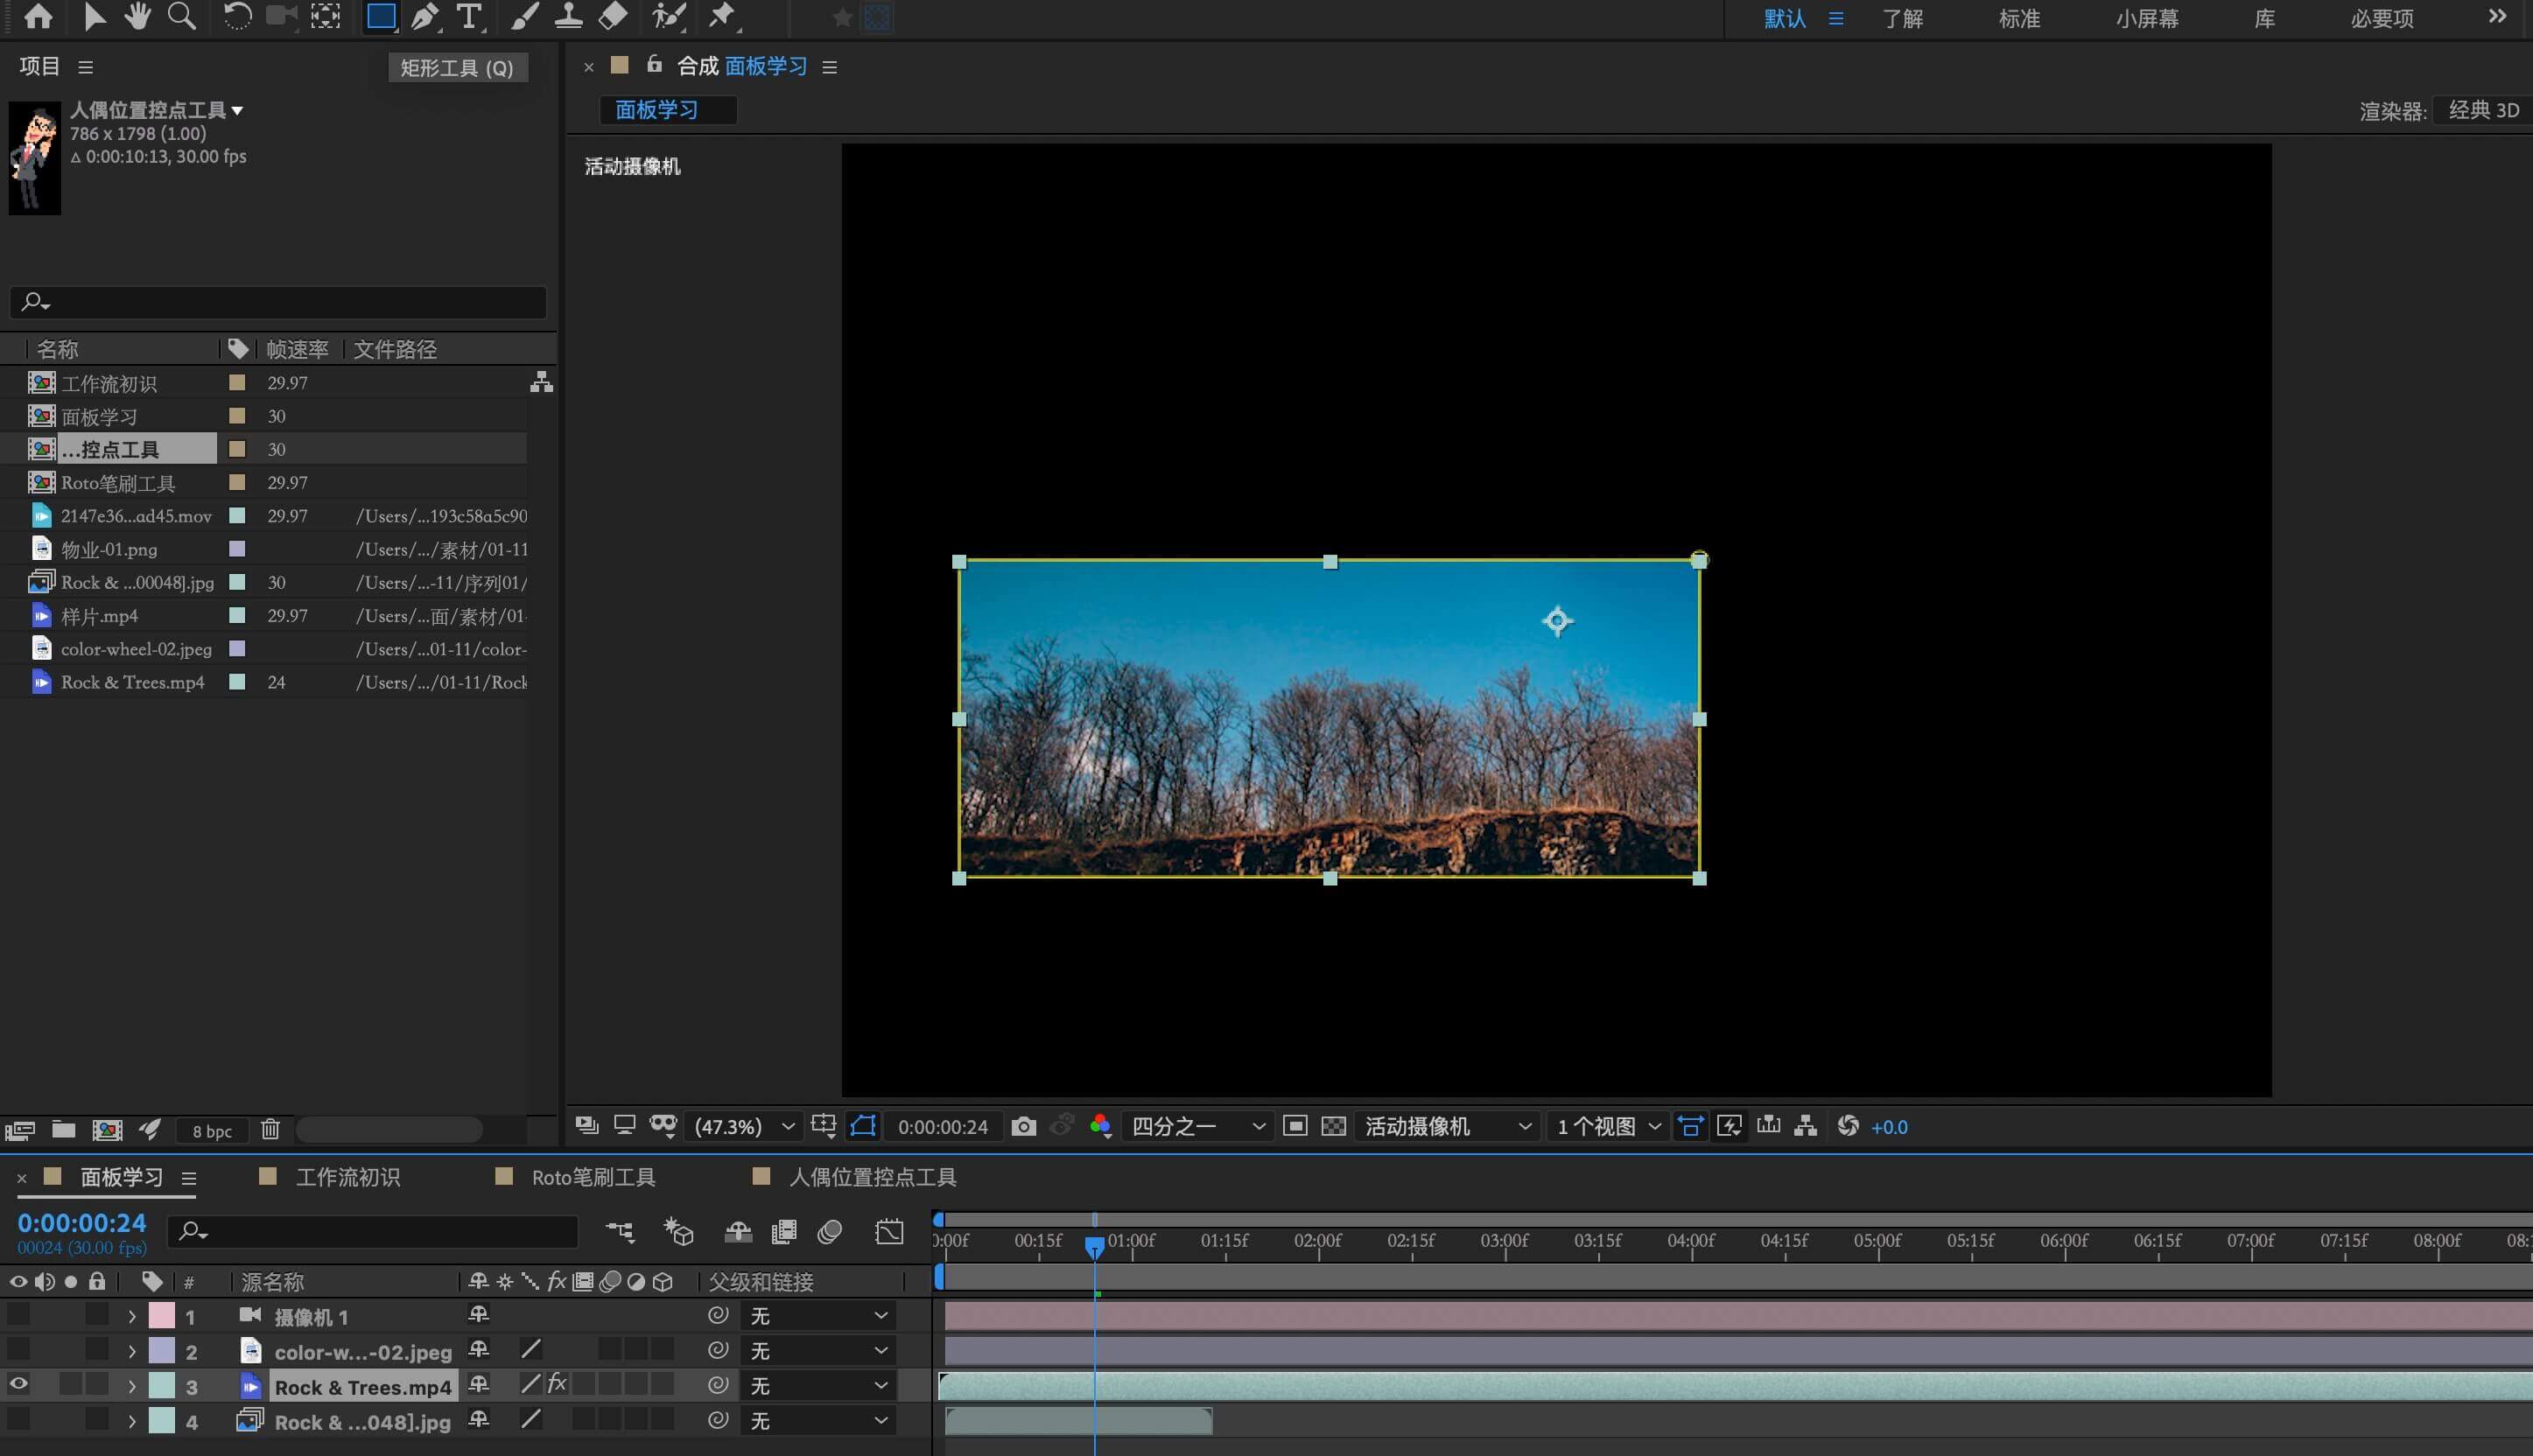 默认
了解
标准
小屏幕
库
必要项
项目
矩形工具 (Q)
人偶位置控点工具
786 x 1798 (1.00)
Δ 0:00:10:13, 30.00 fps
合成 面板学习
面板学习
渲染器:
经典 3D
活动摄像机
名称 帧速率 文件路径
工作流初识 29.97
面板学习 30
...控点工具 30
Roto笔刷工具 29.97
2147e36...ad45.mov 29.97 /Users/...193c58a5c90
物业-01.png /Users/.../素材/01-11
Rock & ...00048].jpg 30 /Users/...-11/序列01/
样片.mp4 29.97 /Users/...面/素材/01-
color-wheel-02.jpeg /Users/...01-11/color-
Rock & Trees.mp4 24 /Users/.../01-11/Rock
8 bpc
(47.3%)
0:00:00:24
四分之一
活动摄像机
1 个视图
+0.0
面板学习
工作流初识
Roto笔刷工具
人偶位置控点工具
0:00:00:24
00024 (30.00 fps)
):00f 00:15f 01:00f 01:15f 02:00f 02:15f 03:00f 03:15f 04:00f 04:15f 05:00f 05:15f 06:00f 06:15f 07:00f 07:15f 08:00f 08:
# 源名称 fx 父级和链接
1 摄像机 1 无
2 color-w...-02.jpeg 无
3 Rock & Trees.mp4 fx 无
4 Rock & ...048].jpg 无